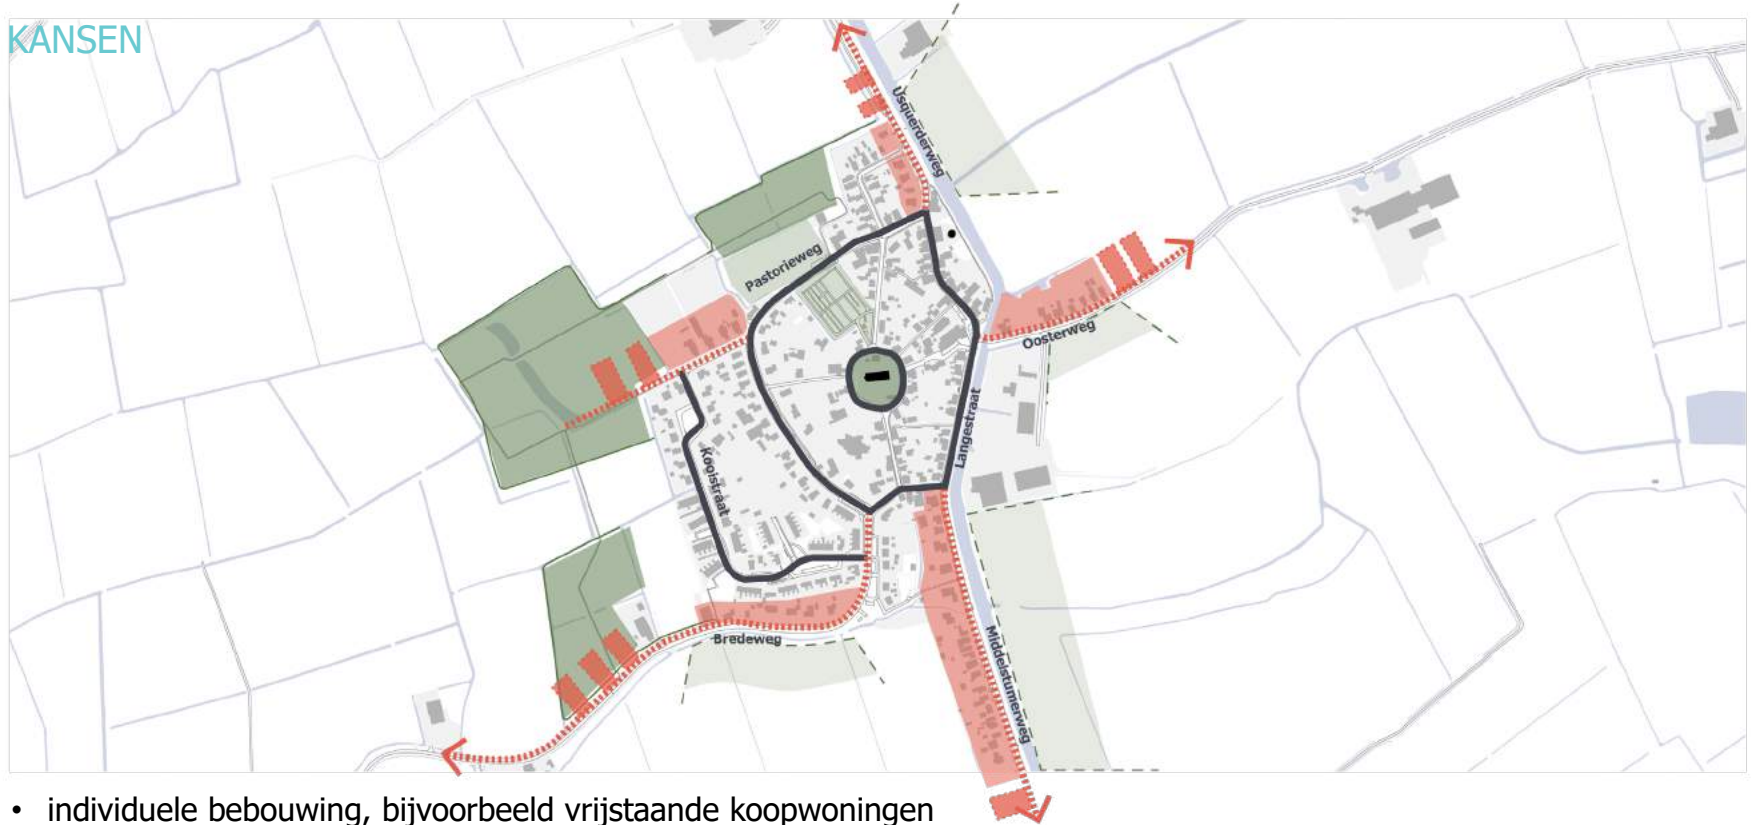 KANSEN
Usquerderweg
Pastorieweg
Oosterweg
Langestraat
Kooistraat
Bredeweg
Middelstumerweg
• individuele bebouwing, bijvoorbeeld vrijstaande koopwoningen